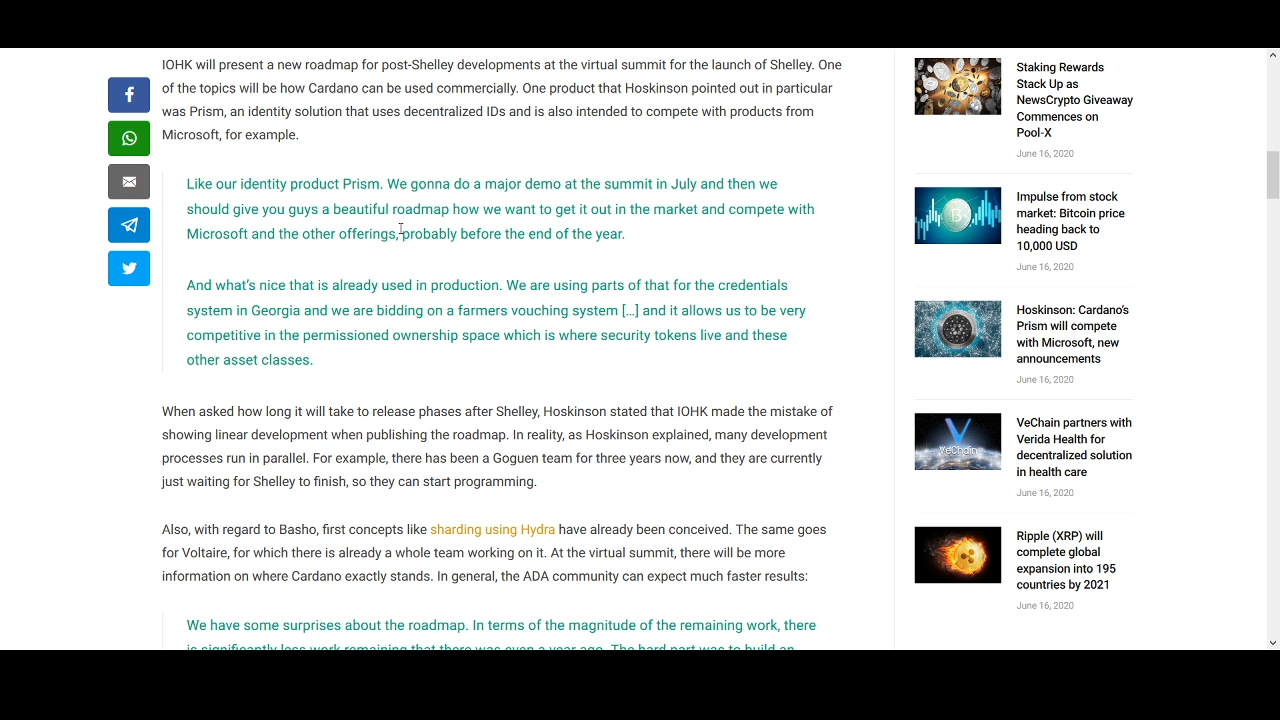 IOHK will present a new roadmap for post-Shelley developments at the virtual summit for the launch of Shelley. One
of the topics will be how Cardano can be used commercially. One product that Hoskinson pointed out in particular
was Prism, an identity solution that uses decentralized IDs and is also intended to compete with products from
Microsoft, for example.
Like our identity product Prism. We gonna do a major demo at the summit in July and then we
should give you guys a beautiful roadmap how we want to get it out in the market and compete with
Microsoft and the other offerings, probably before the end of the year.
And what’s nice that is already used in production. We are using parts of that for the credentials
system in Georgia and we are bidding on a farmers vouching system […] and it allows us to be very
competitive in the permissioned ownership space which is where security tokens live and these
other asset classes.
When asked how long it will take to release phases after Shelley, Hoskinson stated that IOHK made the mistake of
showing linear development when publishing the roadmap. In reality, as Hoskinson explained, many development
processes run in parallel. For example, there has been a Goguen team for three years now, and they are currently
just waiting for Shelley to finish, so they can start programming.
Also, with regard to Basho, first concepts like sharding using Hydra have already been conceived. The same goes
for Voltaire, for which there is already a whole team working on it. At the virtual summit, there will be more
information on where Cardano exactly stands. In general, the ADA community can expect much faster results:
We have some surprises about the roadmap. In terms of the magnitude of the remaining work, there
is significantly less work remaining that there was even a year ago. The hard part was to build an
Staking Rewards
Stack Up as
NewsCrypto Giveaway
Commences on
Pool-X
June 16, 2020
Impulse from stock
market: Bitcoin price
heading back to
10,000 USD
June 16, 2020
Hoskinson: Cardano’s
Prism will compete
with Microsoft, new
announcements
June 16, 2020
VeChain
VeChain partners with
Verida Health for
decentralized solution
in health care
June 16, 2020
Ripple (XRP) will
complete global
expansion into 195
countries by 2021
June 16, 2020